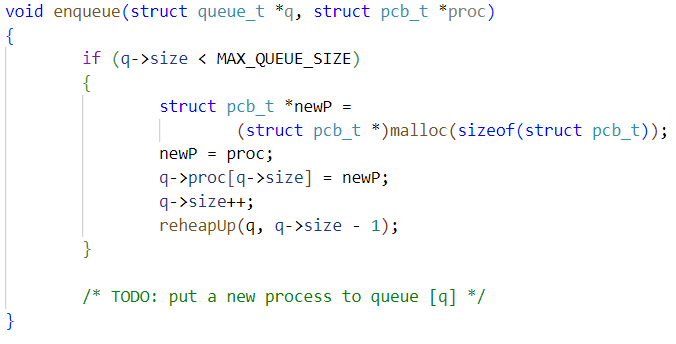 void enqueue(struct queue_t *q, struct pcb_t *proc)
{
if (q->size < MAX_QUEUE_SIZE)
{
struct pcb_t *newP =
(struct pcb_t *)malloc(sizeof(struct pcb_t));
newP = proc;
q->proc[q->size] = newP;
q->size++;
reheapUp(q, q->size - 1);
}
/* TODO: put a new process to queue [q] */
}